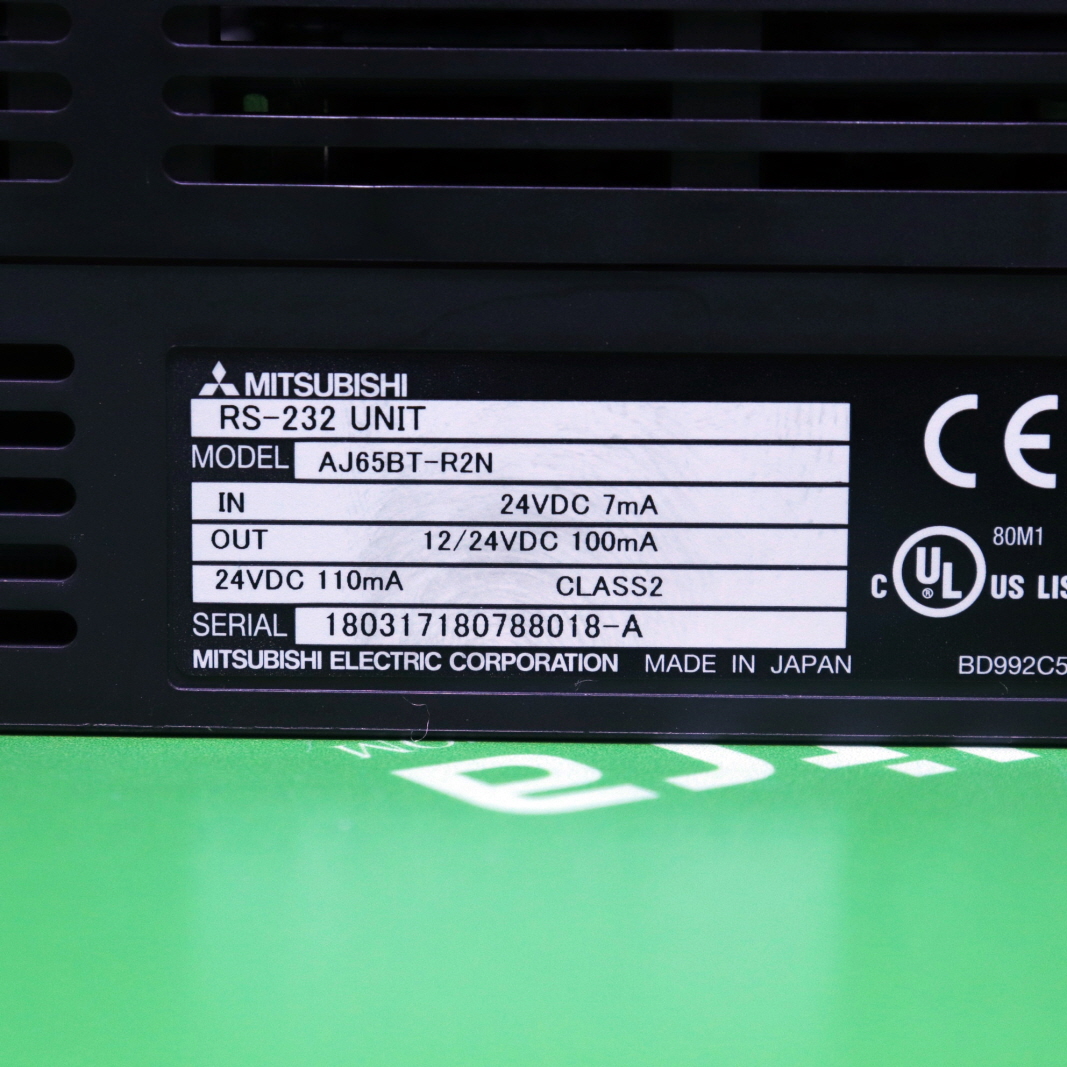 MITSUBISHI
RS-232 UNIT
MODEL AJ65BT-R2N
IN 24VDC 7mA
OUT 12/24VDC 100mA
24VDC 110mA CLASS2
SERIAL 180317180788018-A
MITSUBISHI ELECTRIC CORPORATION MADE IN JAPAN
CE
80M1
C UL ® US LIS
BD992C5